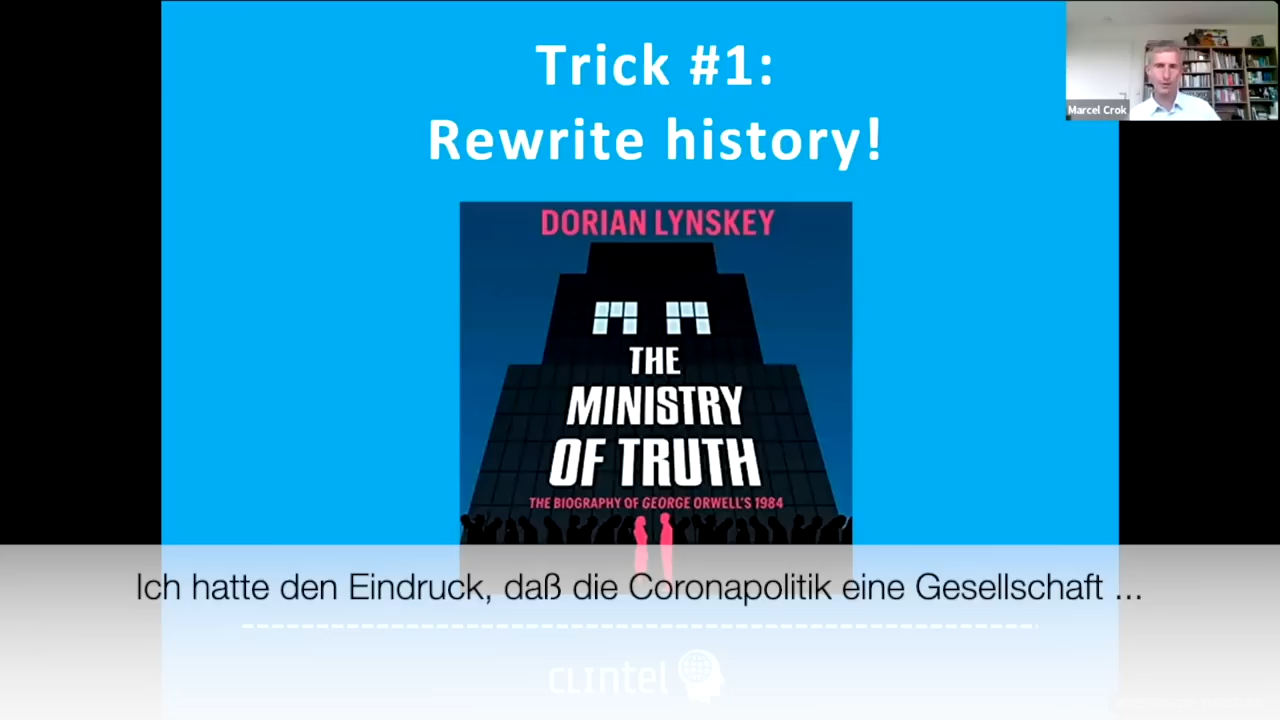 Trick #1:
Rewrite history!
Marcel Crok
DORIAN LYNSKEY
THE
MINISTRY
OF TRUTH
THE BIOGRAPHY OF GEORGE ORWELL'S 1984
Ich hatte den Eindruck, daß die Coronapolitik eine Gesellschaft ...
CLINTEL